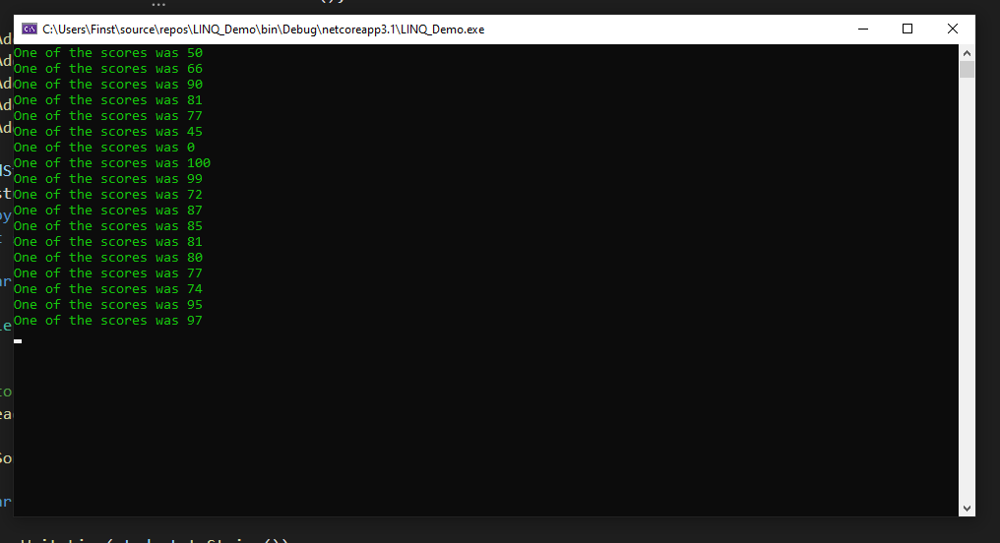 C:\Users\Finst\source\repos\LINQ_Demo\bin\Debug\netcoreapp3.1\LINQ_Demo.exe
One of the scores was 50
One of the scores was 66
One of the scores was 90
One of the scores was 81
One of the scores was 77
One of the scores was 45
One of the scores was 0
One of the scores was 100
One of the scores was 99
One of the scores was 72
One of the scores was 87
One of the scores was 85
One of the scores was 81
One of the scores was 80
One of the scores was 77
One of the scores was 74
One of the scores was 95
One of the scores was 97